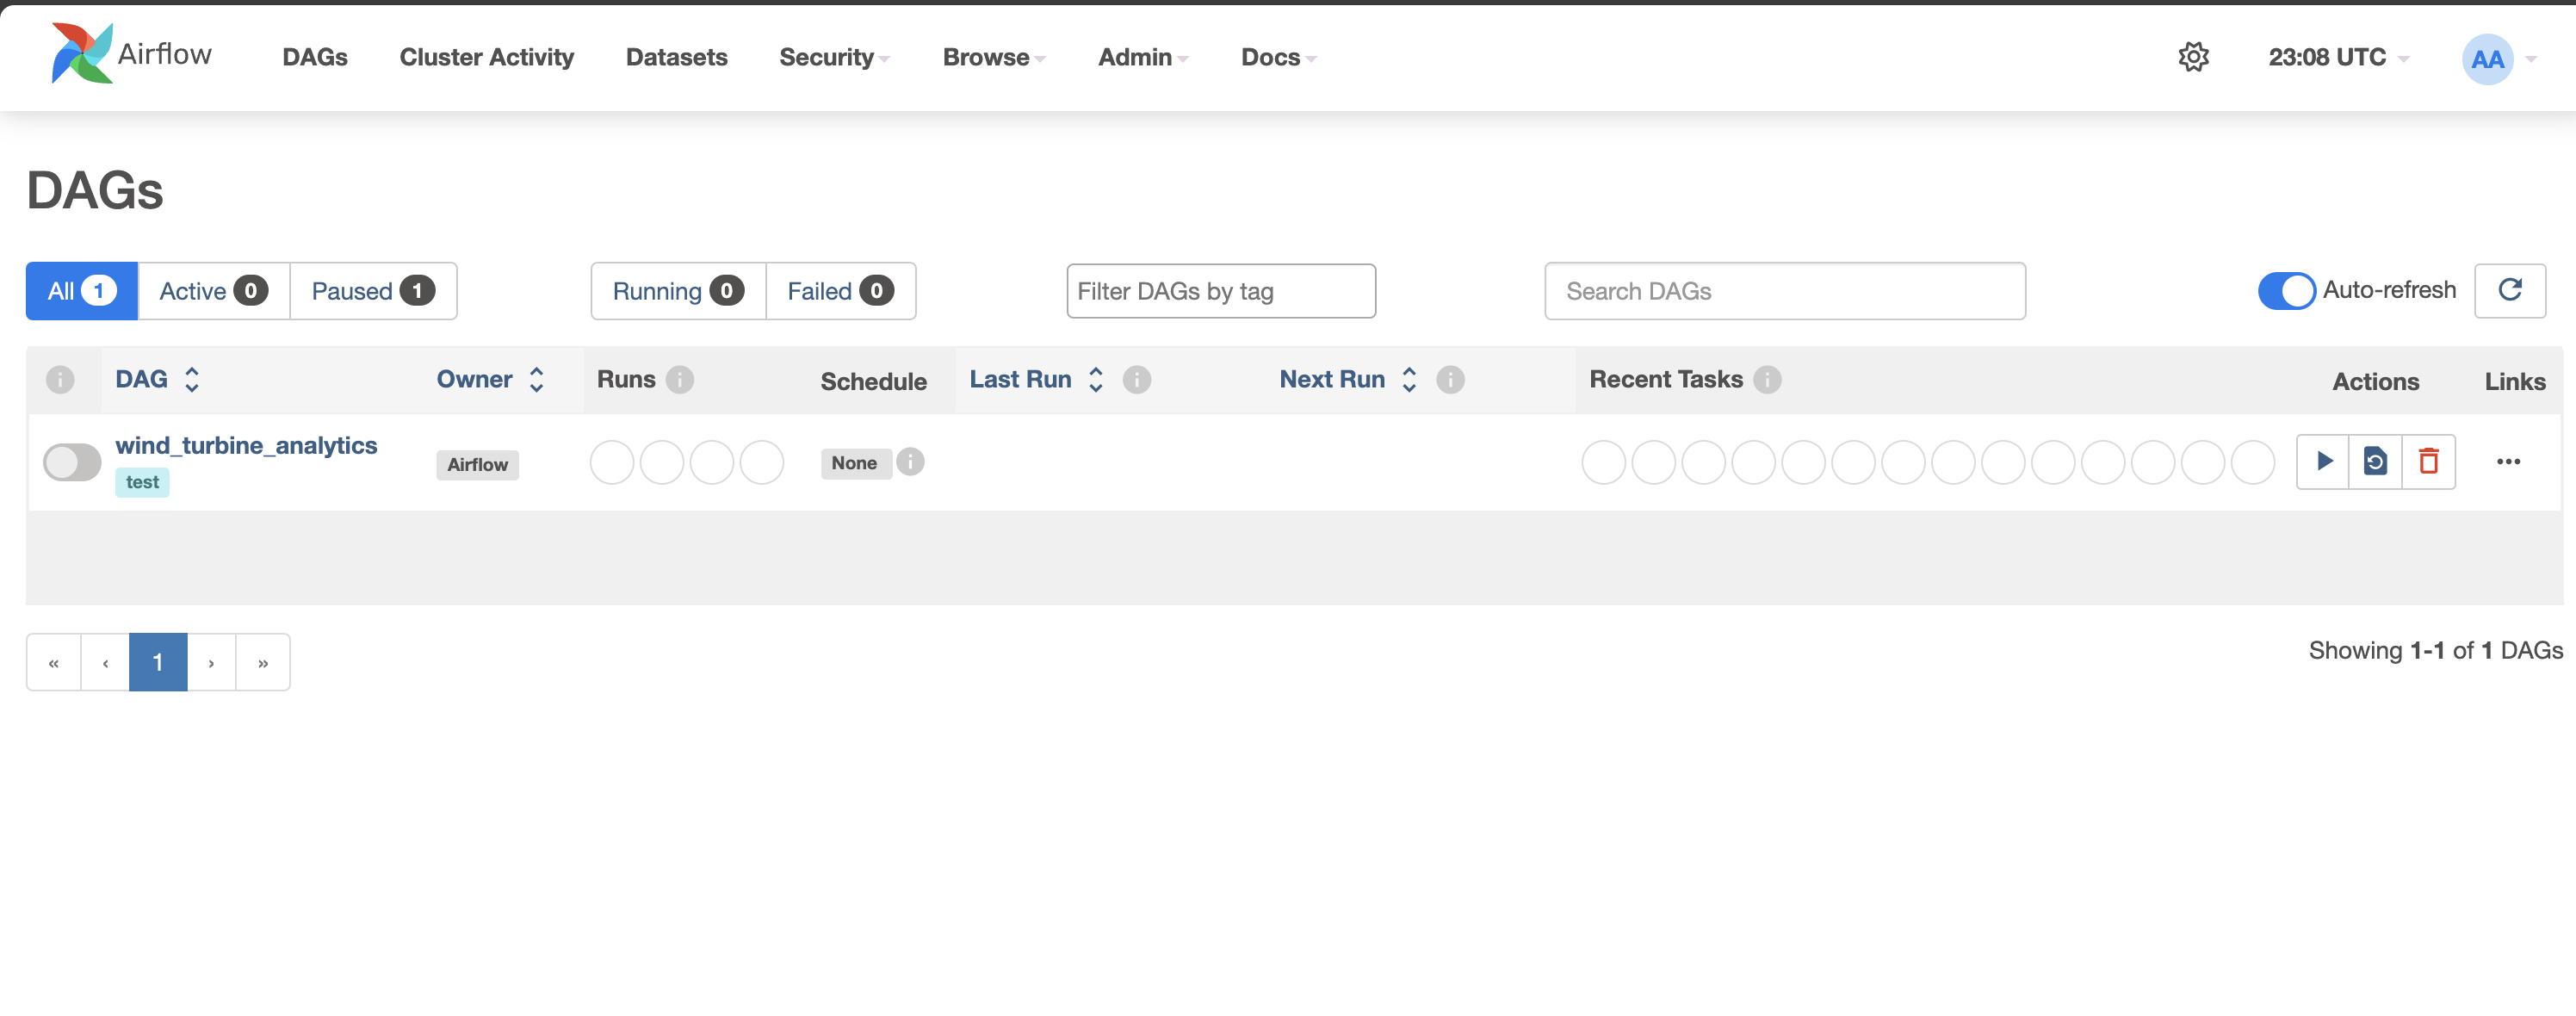 Airflow DAGs Cluster Activity Datasets Security Browse Admin Docs 23:08 UTC AA
DAGs
All 1 Active 0 Paused 1 Running 0 Failed 0 Filter DAGs by tag Search DAGs Auto-refresh
DAG Owner Runs Schedule Last Run Next Run Recent Tasks Actions Links
wind_turbine_analytics Airflow None
test
« ‹ 1 › » Showing 1-1 of 1 DAGs